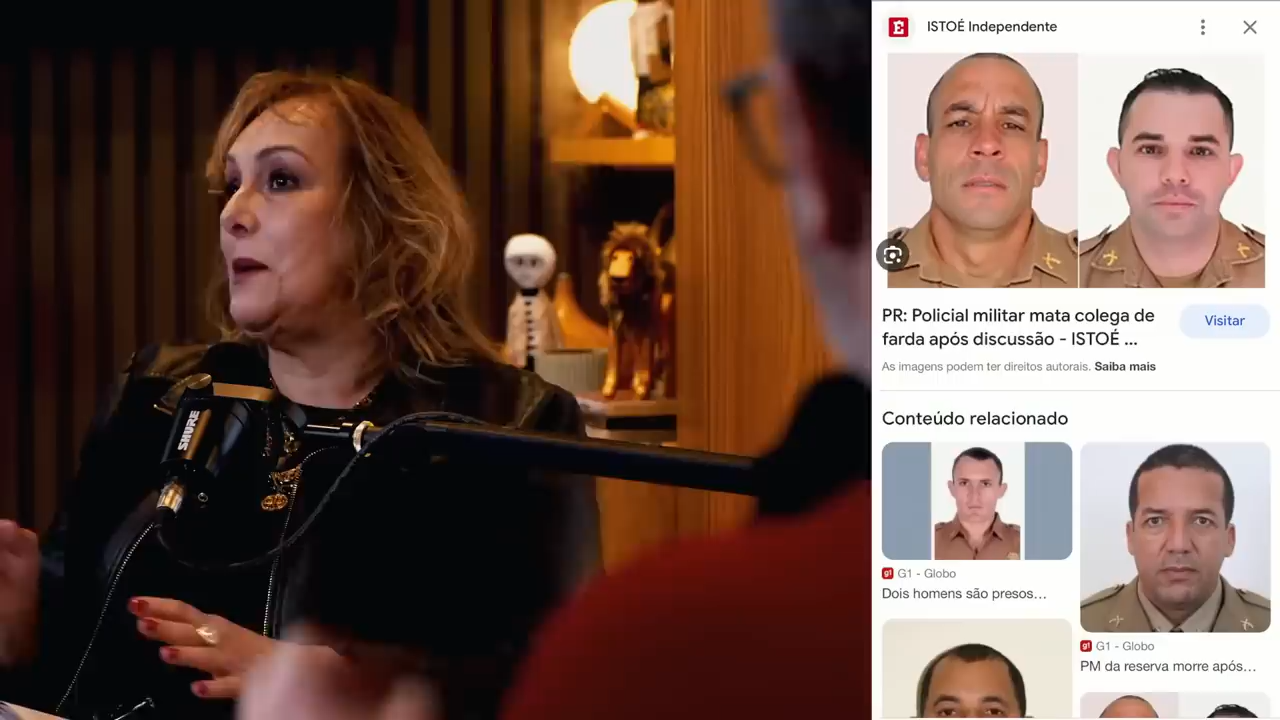 ISTOÉ Independente
PR: Policial militar mata colega de
farda após discussão - ISTOÉ ...
Visitar
As imagens podem ter direitos autorais. Saiba mais
Conteúdo relacionado
G1 - Globo
Dois homens são presos...
G1 - Globo
PM da reserva morre após...
SHURE